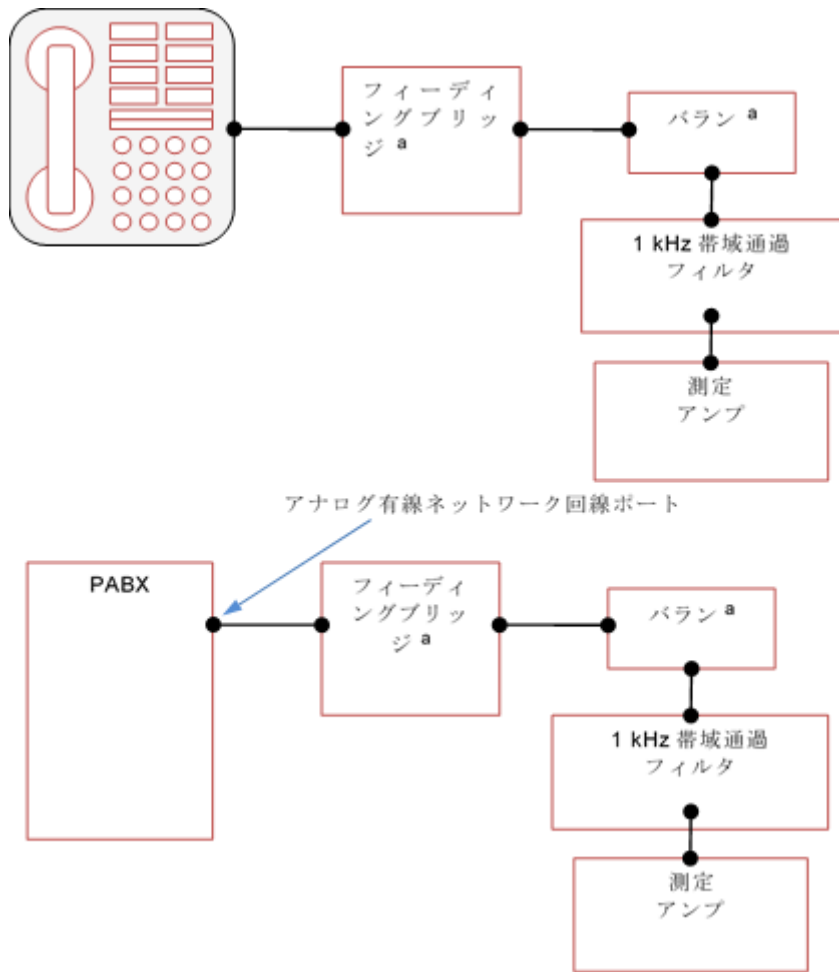 フィーディ
ングブリッ
ジ a
バラン a
1 kHz 帯域通過
フィルタ
測定
アンプ
アナログ有線ネットワーク回線ポート
PABX
フィーディ
ングブリッ
ジ a
バラン a
1 kHz 帯域通過
フィルタ
測定
アンプ